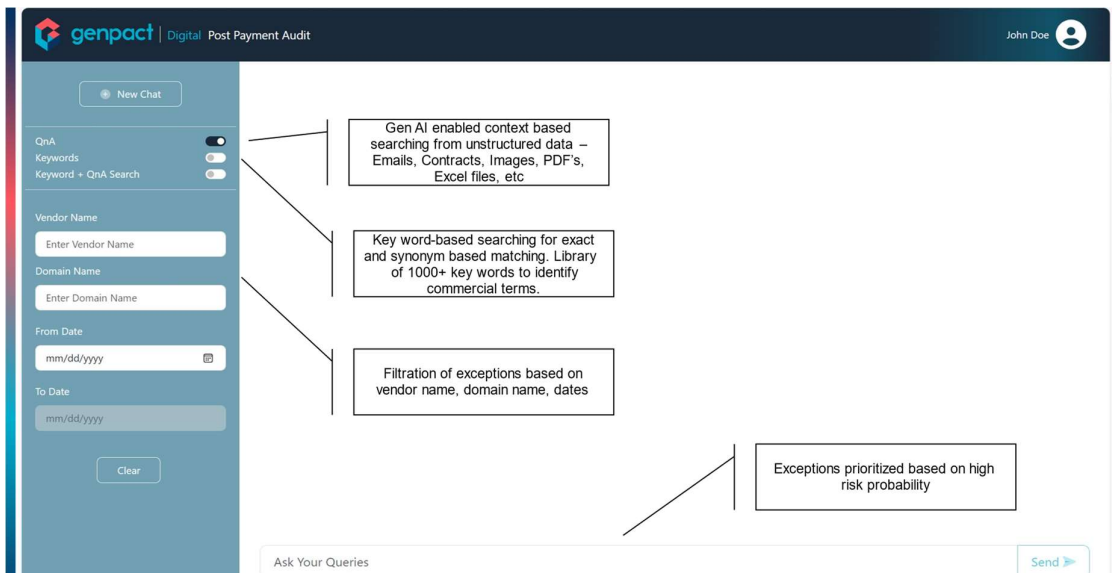 genpact | Digital Post Payment Audit
John Doe
New Chat
QnA
Keywords
Keyword + QnA Search
Vendor Name
Enter Vendor Name
Domain Name
Enter Domain Name
From Date
mm/dd/yyyy
To Date
mm/dd/yyyy
Clear
Gen AI enabled context based
searching from unstructured data –
Emails, Contracts, Images, PDF's,
Excel files, etc
Key word-based searching for exact
and synonym based matching. Library
of 1000+ key words to identify
commercial terms.
Filtration of exceptions based on
vendor name, domain name, dates
Exceptions prioritized based on high
risk probability
Ask Your Queries
Send